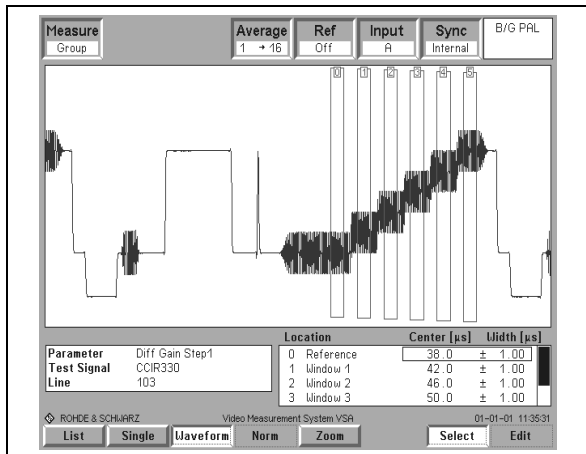 Measure Average Ref Input Sync B/G PAL
Group 1 → 16 Off A Internal
0 1 2 3 4 5
Location Center [µs] Width [µs]
Parameter Diff Gain Step1
Test Signal CCIR330
Line 103
0 Reference 38.0 ± 1.00
1 Window 1 42.0 ± 1.00
2 Window 2 46.0 ± 1.00
3 Window 3 50.0 ± 1.00
ROHDE & SCHWARZ Video Measurement System VSA 01-01-01 11:35:31
List Single Waveform Norm Zoom Select Edit